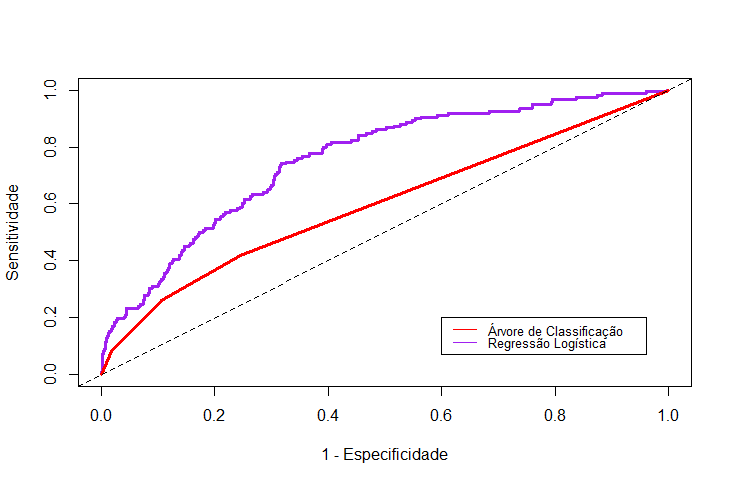 Sensitividade
1.0
0.8
0.6
0.4
0.2
0.0
Árvore de Classificação
Regressão Logística
0.0 0.2 0.4 0.6 0.8 1.0
1 - Especificidade